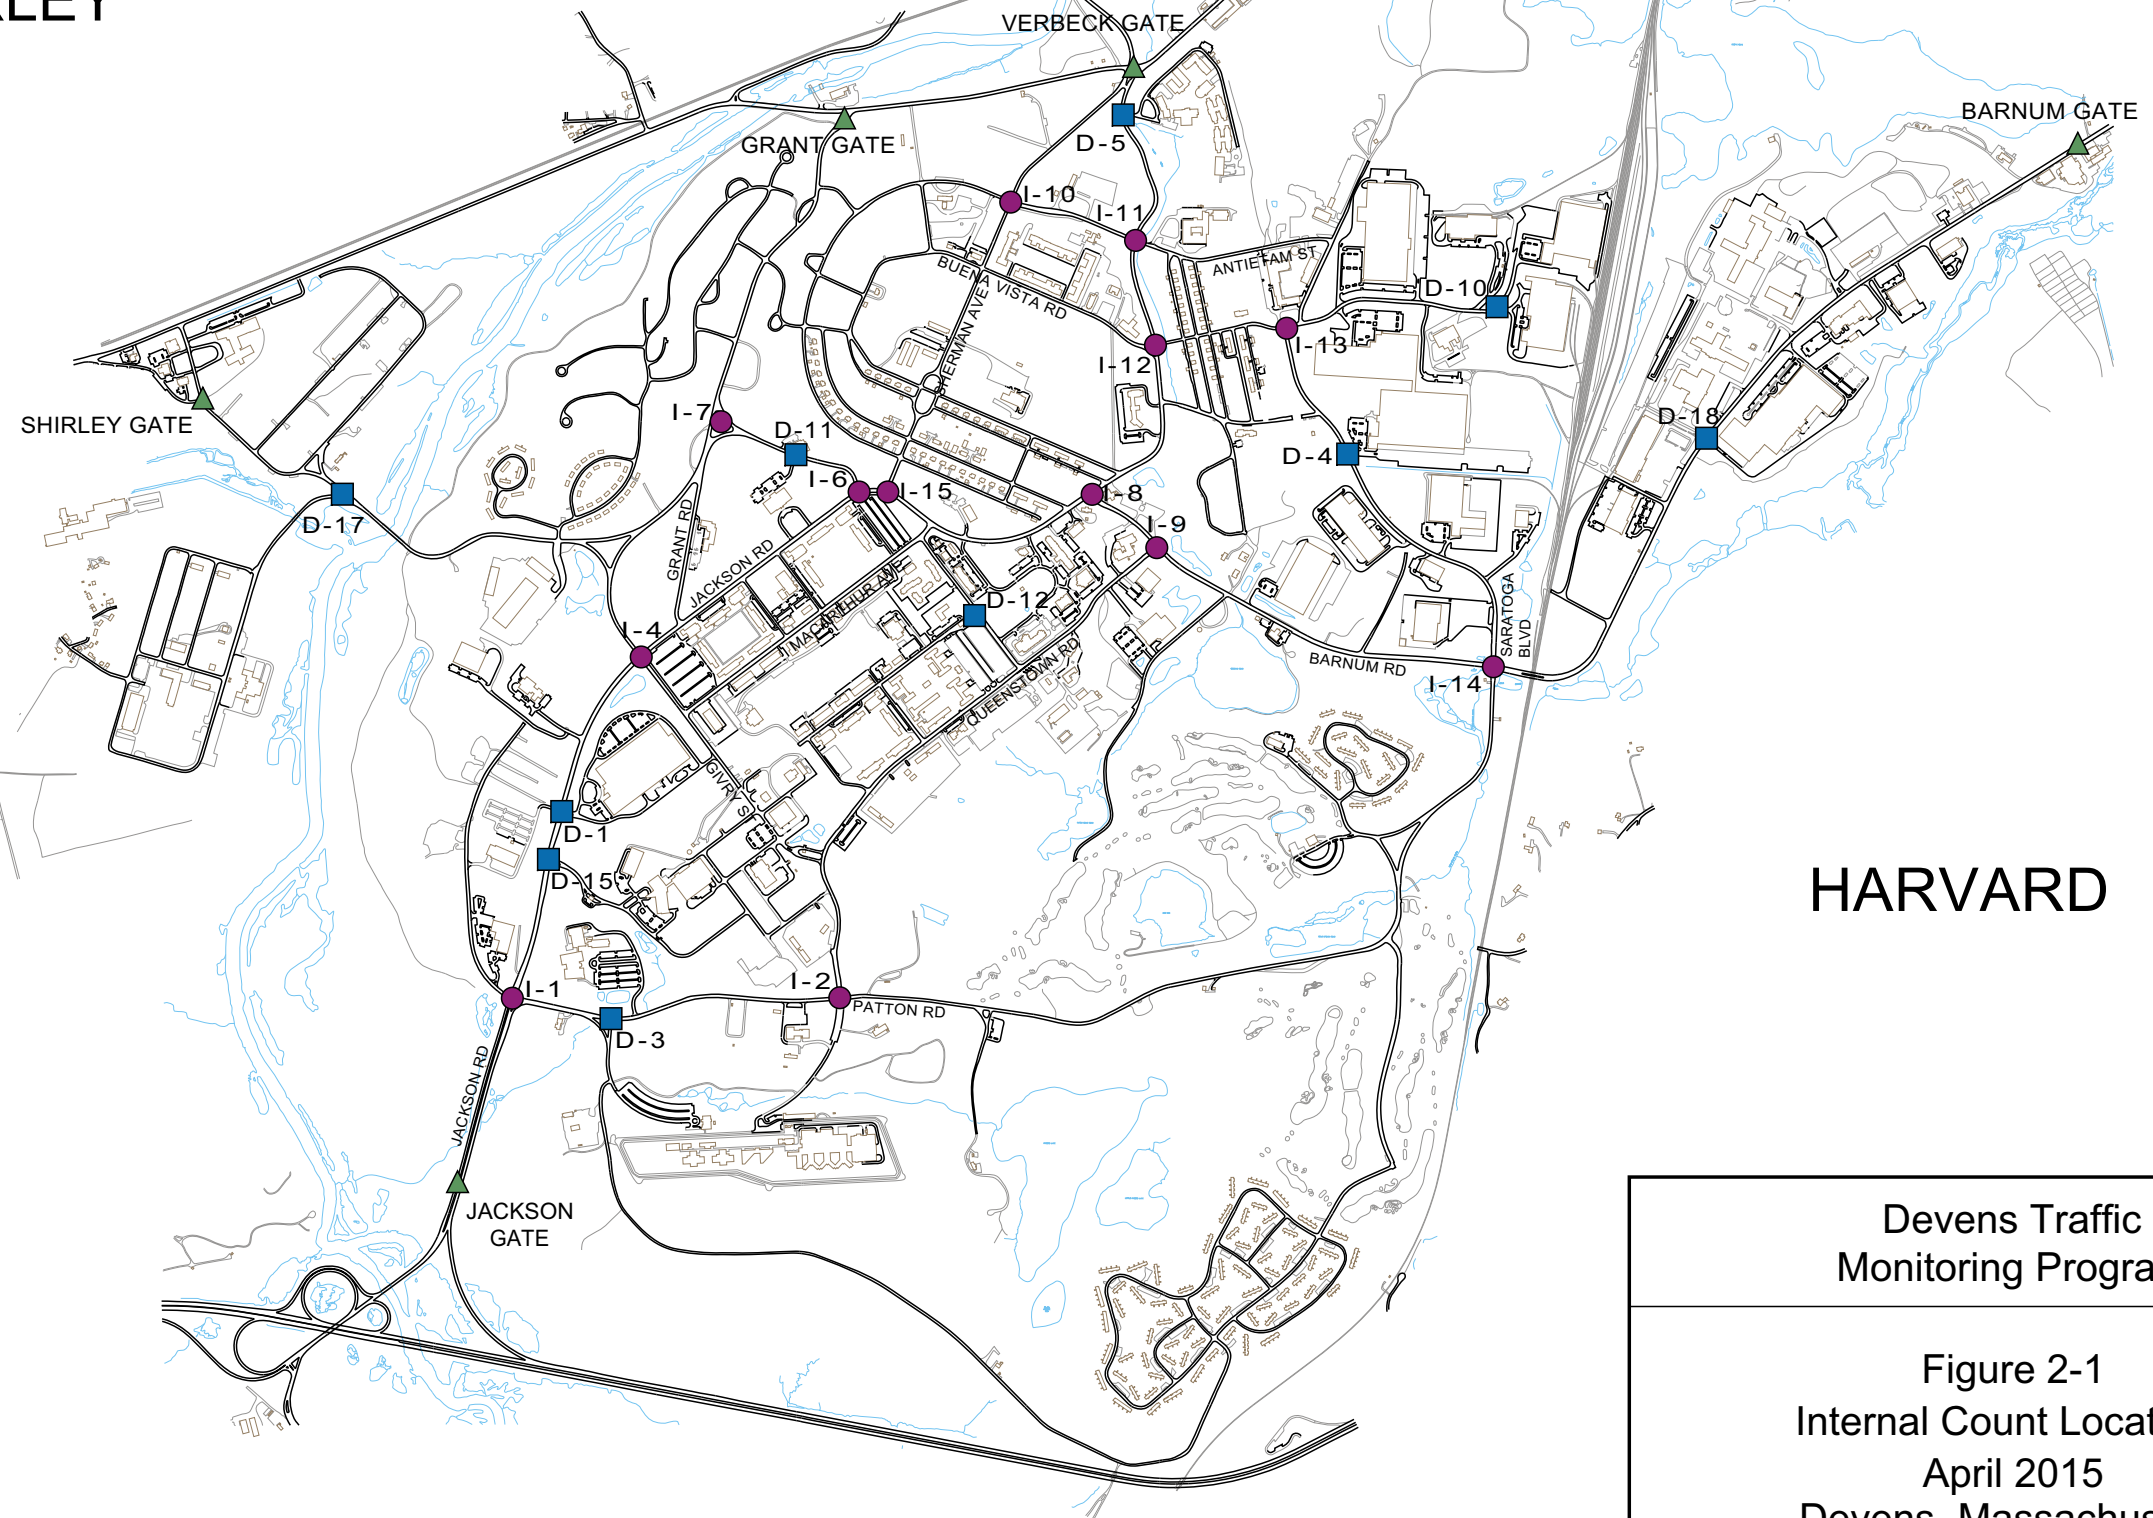 VERBECK GATE
BARNUM GATE
GRANT GATE
D-5
I-10
I-11
ANTIETAM ST
BUENA VISTA RD
D-10
SHERMAN AVE
I-13
I-12
SHIRLEY GATE
I-7
D-11
D-18
D-4
I-6
I-15
I-8
D-17
I-9
GRANT RD
JACKSON RD
MACARTHUR AVE
D-12
SARATOGA
BLVD
I-4
QUEENSTOWN RD
BARNUM RD
I-14
GIVRY S
D-1
D-15
HARVARD
I-1
I-2
PATTON RD
D-3
JACKSON RD
JACKSON
GATE
Devens Traffic
Monitoring Progra
Figure 2-1
Internal Count Locat
April 2015